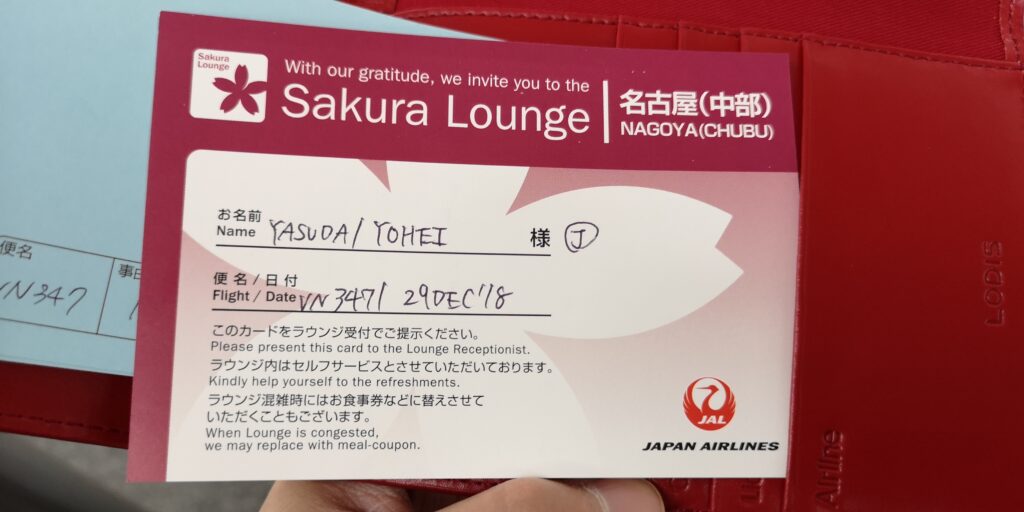 Sakura
Lounge
With our gratitude, we invite you to the
Sakura Lounge
名古屋(中部)
NAGOYA(CHUBU)
お名前
Name YASUDA/YOHEI 様 J
便名/日付
Flight/Date VN347/ 29DEC'18
このカードをラウンジ受付でご提示ください。
Please present this card to the Lounge Receptionist.
ラウンジ内はセルフサービスとさせていただいております。
Kindly help yourself to the refreshments.
ラウンジ混雑時にはお食事券などに替えさせて
いただくこともございます。
When Lounge is congested,
we may replace with meal-coupon.
JAL
JAPAN AIRLINES
便名
VN347
LODIS
Airline